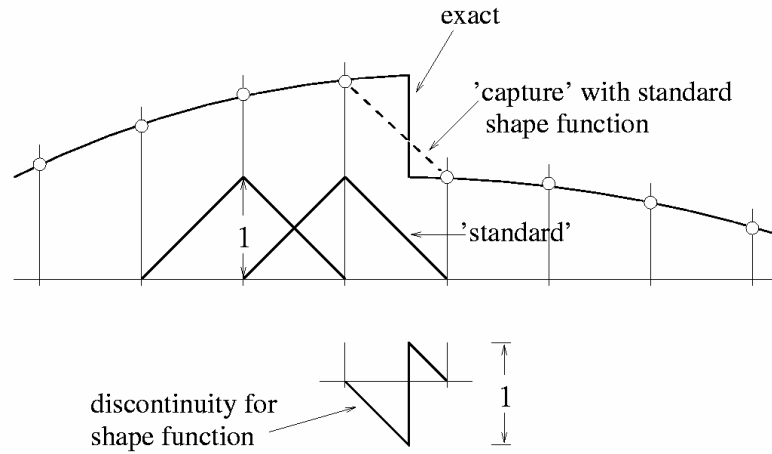 exact
'capture' with standard
shape function
1
'standard'
discontinuity for
shape function
1